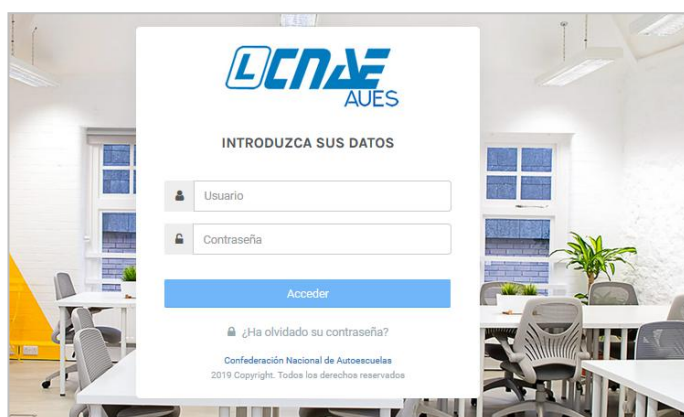 L CNAE
AUES
INTRODUZCA SUS DATOS
Usuario
Contraseña
Acceder
¿Ha olvidado su contraseña?
Confederación Nacional de Autoescuelas
2019 Copyright. Todos los derechos reservados